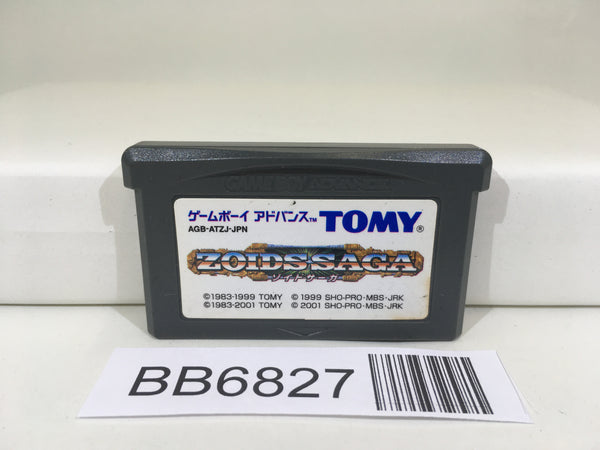 GAME BOY ADVANCE
ゲームボーイ アドバンス™ TOMY®
AGB-ATZJ-JPN
ZOIDS SAGA
ゾイドサーガ
©1983-1999 TOMY ©1999 SHO-PRO・MBS・JRK
©1983-2001 TOMY ©2001 SHO-PRO・MBS・JRK
BB6827